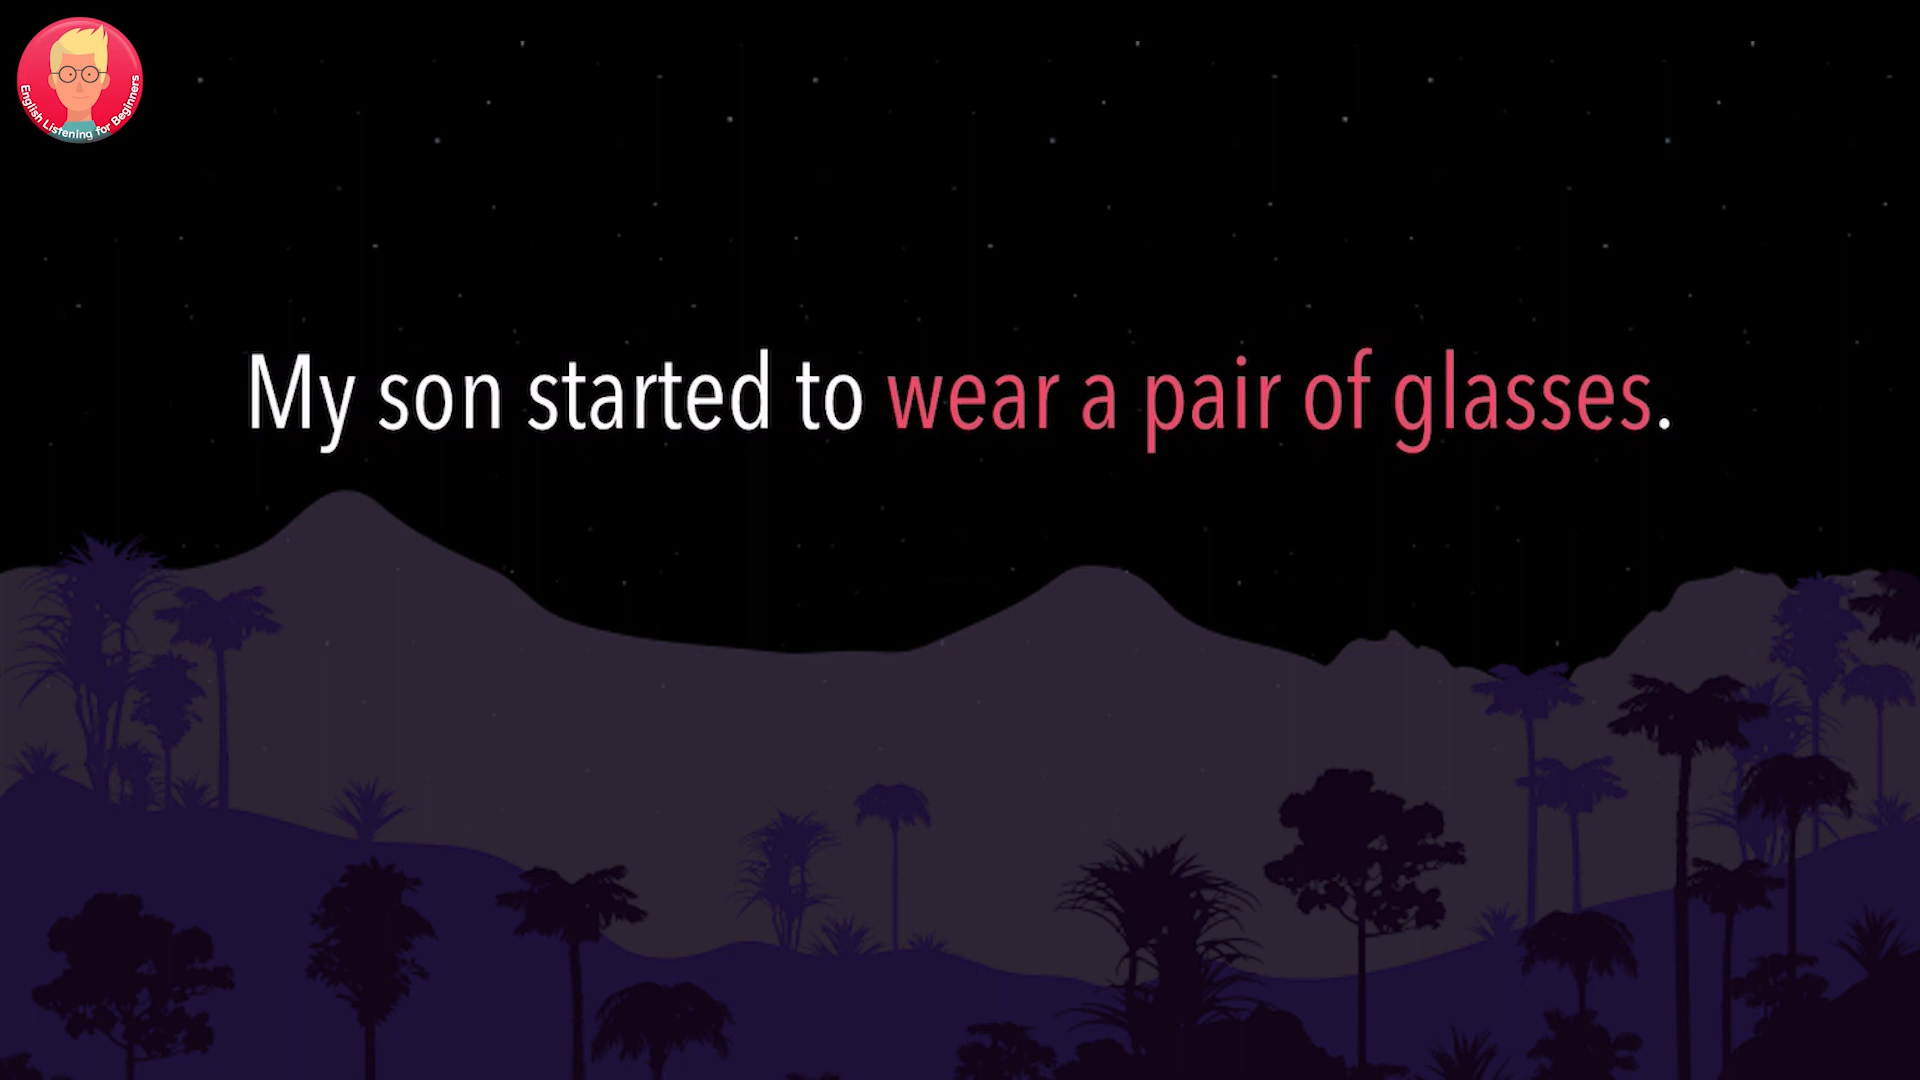 English Listening for Beginners
My son started to wear a pair of glasses.